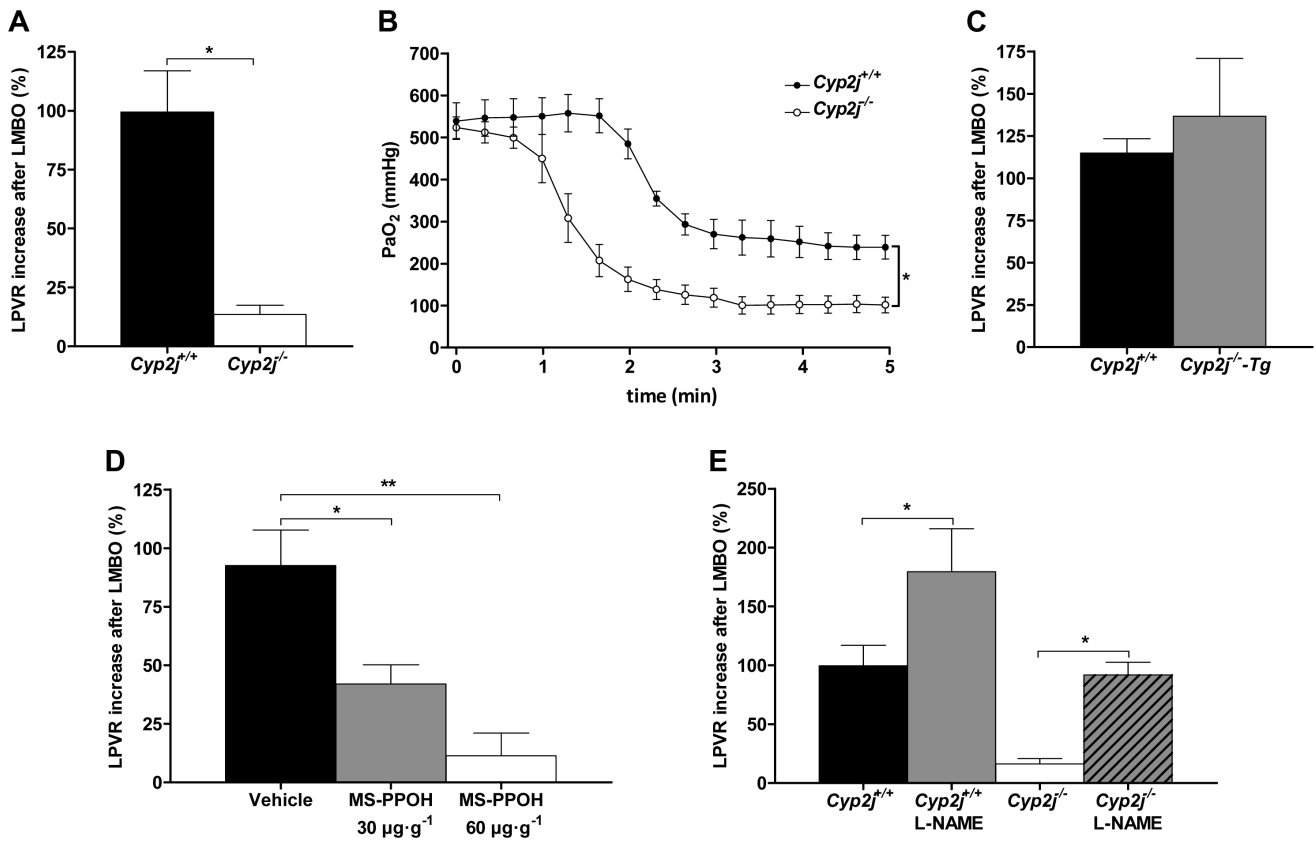 A
LPVR increase after LMBO (%)
125
100
75
50
25
0
*
Cyp2j+/+
Cyp2j-/-
B
PaO2 (mmHg)
700
600
500
400
300
200
100
0
Cyp2j+/+
Cyp2j-/-
*
0 1 2 3 4 5
time (min)
C
LPVR increase after LMBO (%)
175
150
125
100
75
50
25
0
Cyp2j+/+
Cyp2j-/--Tg
D
LPVR increase after LMBO (%)
125
100
75
50
25
0
**
*
Vehicle
MS-PPOH
30 µg·g-1
MS-PPOH
60 µg·g-1
E
LPVR increase after LMBO (%)
250
200
150
100
50
0
*
*
Cyp2j+/+
Cyp2j+/+
L-NAME
Cyp2j-/-
Cyp2j-/-
L-NAME